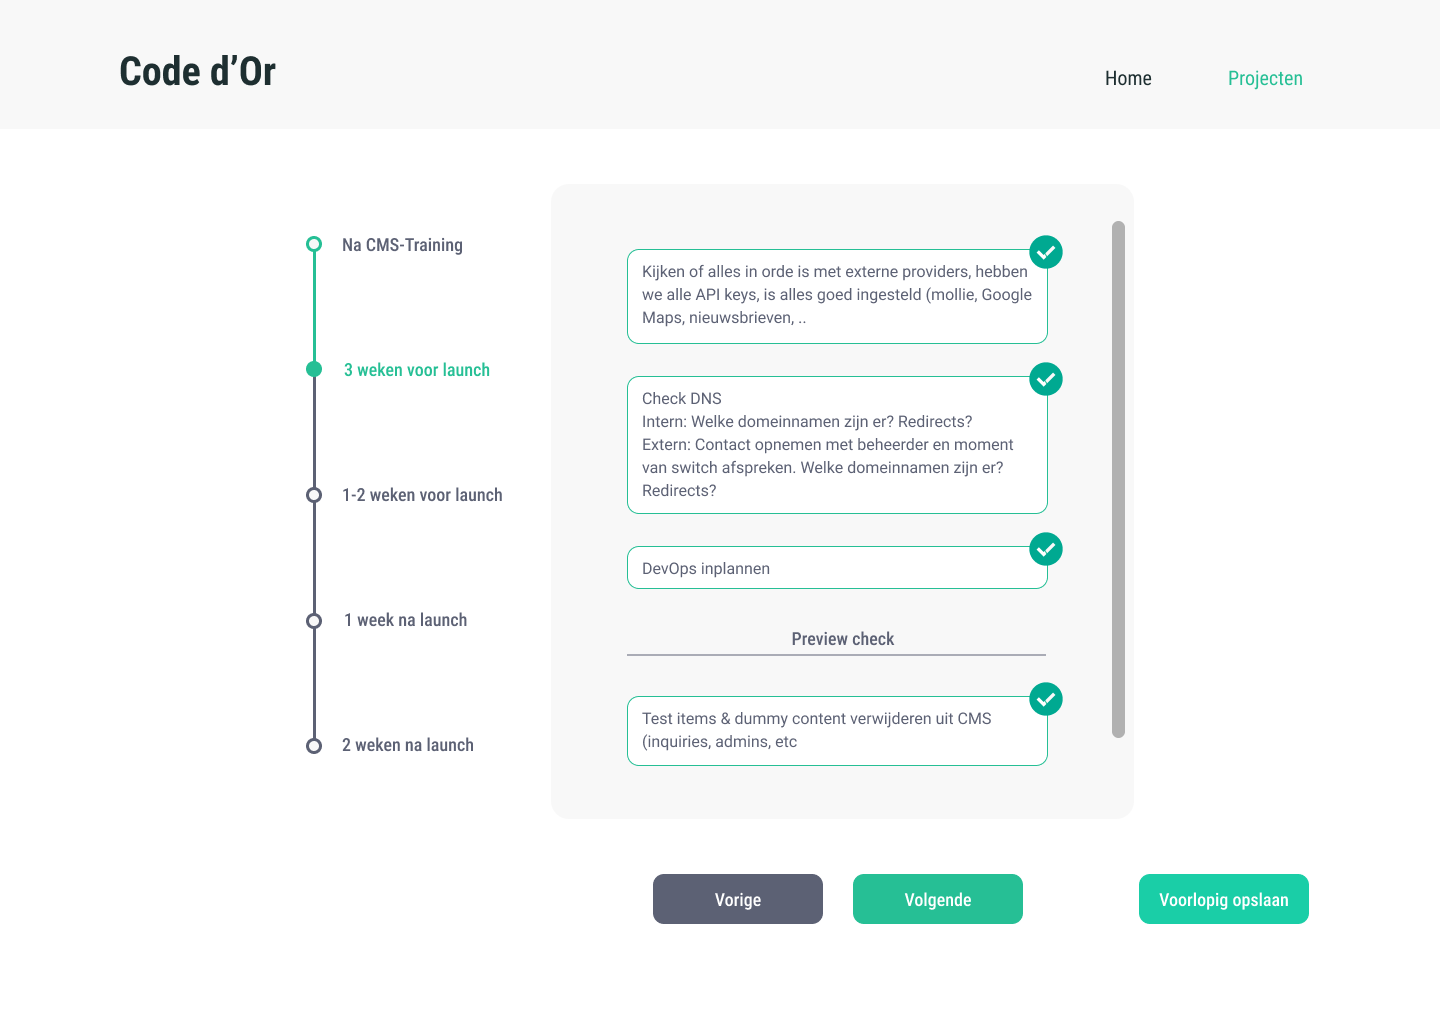 Code d’Or
Home
Projecten
Na CMS-Training
3 weken voor launch
1-2 weken voor launch
1 week na launch
2 weken na launch
Kijken of alles in orde is met externe providers, hebben
we alle API keys, is alles goed ingesteld (mollie, Google
Maps, nieuwsbrieven, ..
Check DNS
Intern: Welke domeinnamen zijn er? Redirects?
Extern: Contact opnemen met beheerder en moment
van switch afspreken. Welke domeinnamen zijn er?
Redirects?
DevOps inplannen
Preview check
Test items & dummy content verwijderen uit CMS
(inquiries, admins, etc
Vorige
Volgende
Voorlopig opslaan